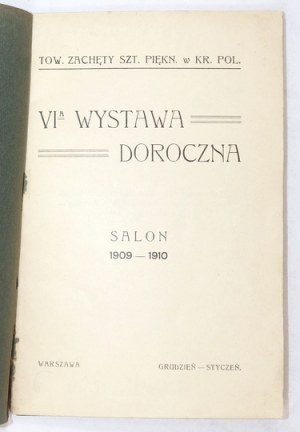 TOW. ZACHĘTY SZT. PIĘKN. W KR. POL.
VIA WYSTAWA
DOROCZNA
SALON
1909 — 1910
WARSZAWA GRUDZIEŃ — STYCZEŃ.